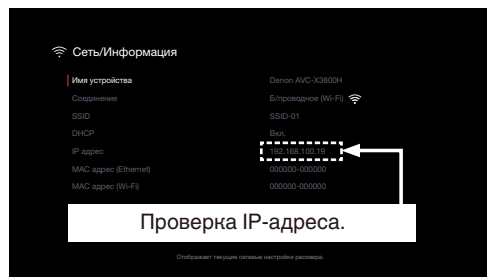 Сеть/Информация
Имя устройства Denon AVC-X3800H
Соединение Б/проводное (Wi-Fi)
SSID SSID-01
DHCP Вкл.
IP адрес 192.168.100.19
MAC адрес (Ethernet) 000000-000000
MAC адрес (Wi-Fi) 000000-000000
Проверка IP-адреса.
Отображает текущие сетевые настройки ресивера.